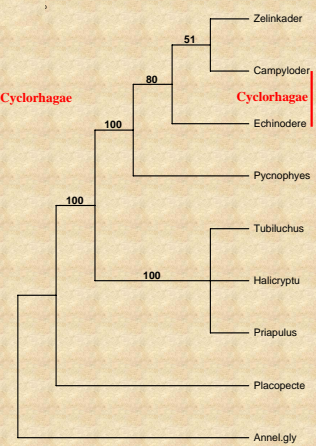 Zelinkader
51
Campyloder
Cyclorhagae
Cyclorhagae
80
Echinodere
100
Pycnophyes
100
Tubiluchus
100
Halicryptu
Priapulus
Placopecte
Annel.gly